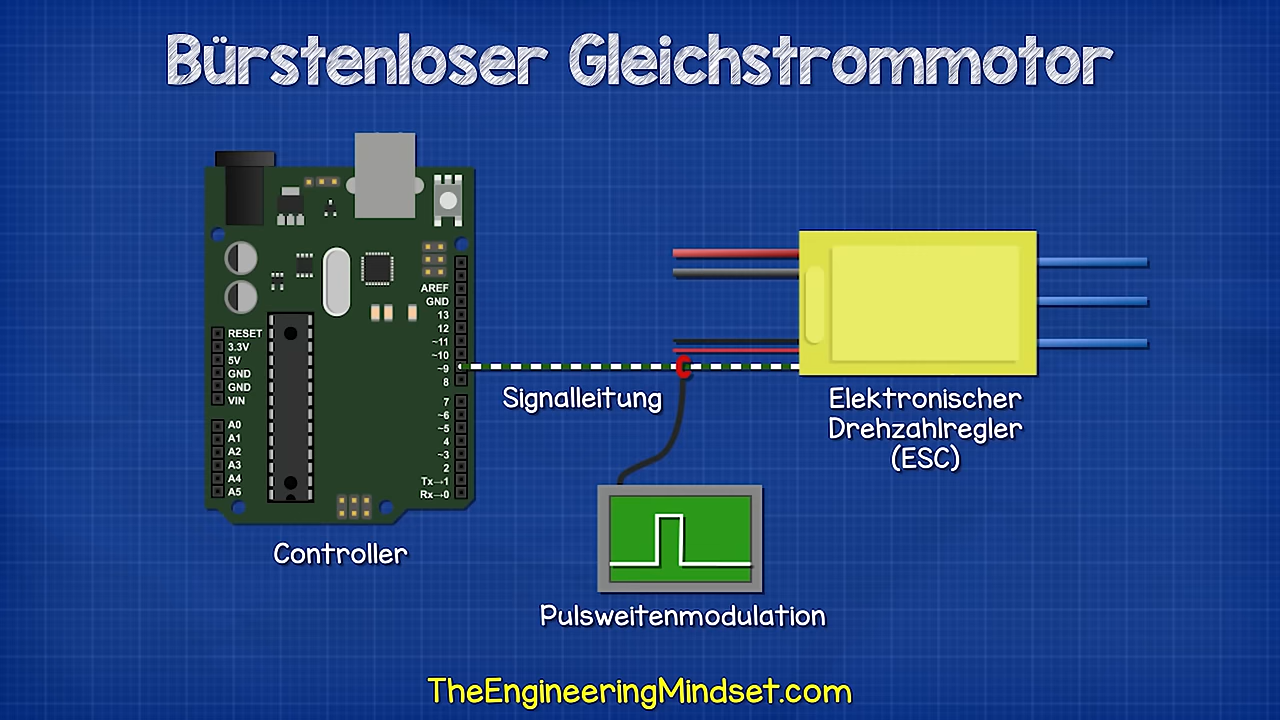 Bürstenloser Gleichstrommotor
AREF
GND
13
12
~11
~10
~9
8
7
~6
~5
4
~3
2
Tx→1
Rx→0
RESET
3.3V
5V
GND
GND
VIN
A0
A1
A2
A3
A4
A5
Controller
Signalleitung
Elektronischer
Drehzahlregler
(ESC)
Pulsweitenmodulation
TheEngineeringMindset.com